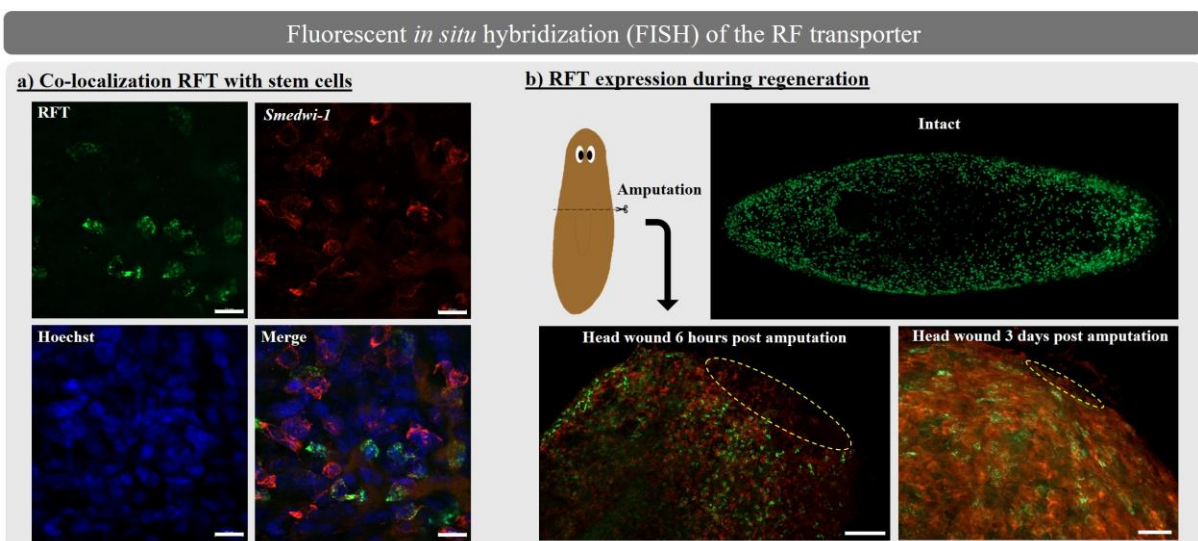 Fluorescent in situ hybridization (FISH) of the RF transporter
a) Co-localization RFT with stem cells
RFT
Smedwi-1
Hoechst
Merge
b) RFT expression during regeneration
Amputation
Intact
Head wound 6 hours post amputation
Head wound 3 days post amputation